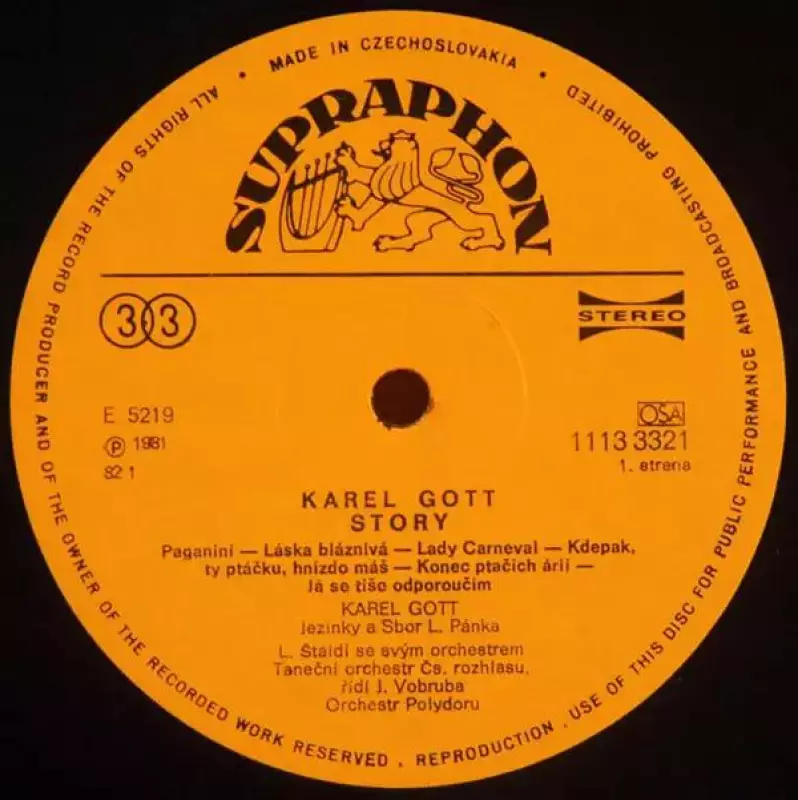 MADE IN CZECHOSLOVAKIA
ALL RIGHTS OF THE RECORD PRODUCER AND OF THE OWNER OF THE RECORDED WORK RESERVED . REPRODUCTION . USE OF THIS DISC FOR PUBLIC PERFORMANCE AND BROADCASTING PROHIBITED
SUPRAPHON
33
STEREO
E 5219
OSA
Ⓟ 1981
1113 3321
82 1
1. strana
KAREL GOTT
STORY
Paganini — Láska bláznivá — Lady Carneval — Kdepak,
ty ptáčku, hnízdo máš — Konec ptačích árií —
Já se tiše odporoučím
KAREL GOTT
Jezinky a Sbor L. Pánka
L. Štaidl se svým orchestrem
Taneční orchestr Čs. rozhlasu,
řídí J. Vobruba
Orchestr Polydoru